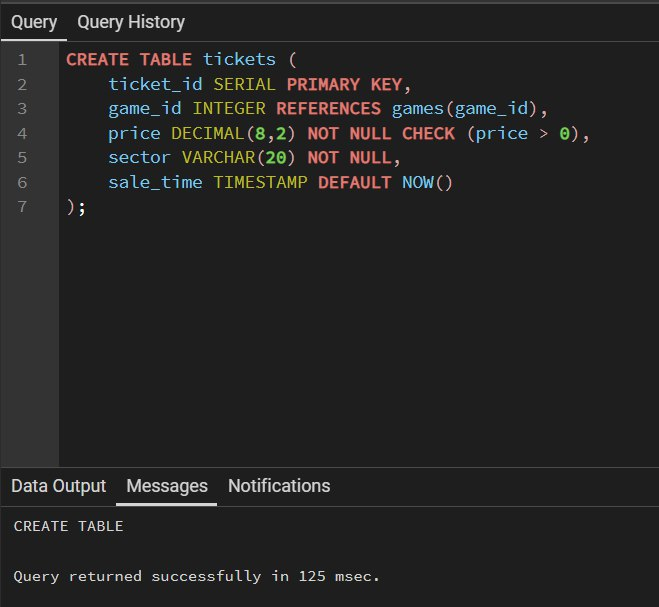 Query Query History
1 CREATE TABLE tickets (
2 ticket_id SERIAL PRIMARY KEY,
3 game_id INTEGER REFERENCES games(game_id),
4 price DECIMAL(8,2) NOT NULL CHECK (price > 0),
5 sector VARCHAR(20) NOT NULL,
6 sale_time TIMESTAMP DEFAULT NOW()
7 );
Data Output Messages Notifications
CREATE TABLE
Query returned successfully in 125 msec.